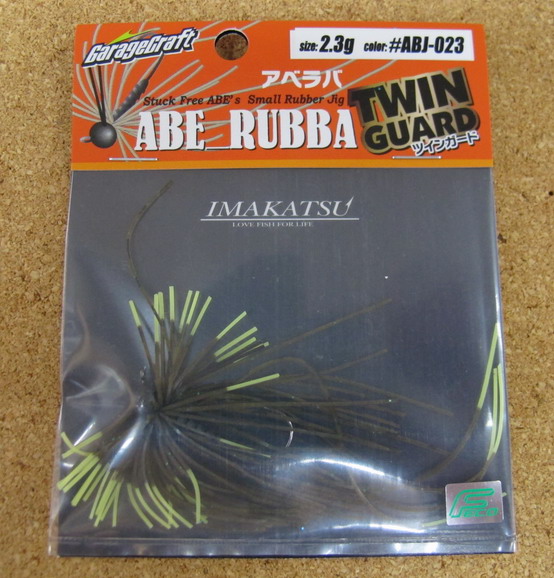 GarageCraft
size: 2.3g color: #ABJ-023
アベラバ
Stuck Free ABE's Small Rubber Jig
ABE RUBBA
TWIN
GUARD
ツインガード
IMAKATSU
LOVE FISH FOR LIFE